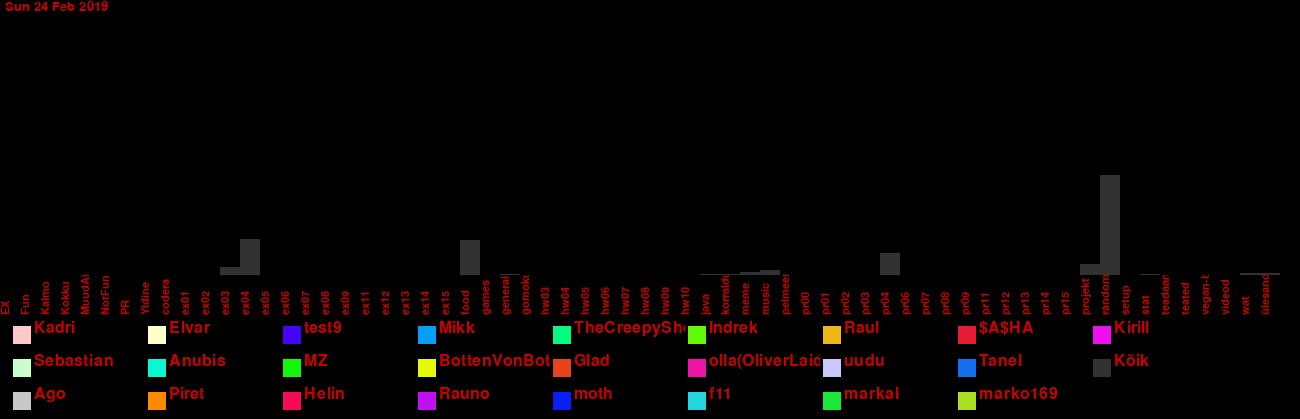 Sun 24 Feb 2019
EX Fun Kalmo Kokku MuudAi NotFun PR Yldine codera ex01 ex02 ex03 ex04 ex05 ex06 ex07 ex08 ex09 ex11 ex12 ex13 ex14 ex15 food games general gomoku hw03 hw04 hw05 hw06 hw07 hw08 hw09 hw10 java korraldu meme music pelmee pr00 pr01 pr02 pr03 pr04 pr05 pr06 pr07 pr08 pr09 pr11 pr12 pr13 pr14 pr15 projekt random setup stat teadaan teated vegan-t videod wat ülesand
Kadri Elvar test9 Mikk TheCreepySh Indrek Raul $A$HA Kirill
Sebastian Anubis MZ BottenVonBot Glad olla(OliverLaid uudu Tanel Kõik
Ago Piret Helin Rauno moth f11 markal marko169